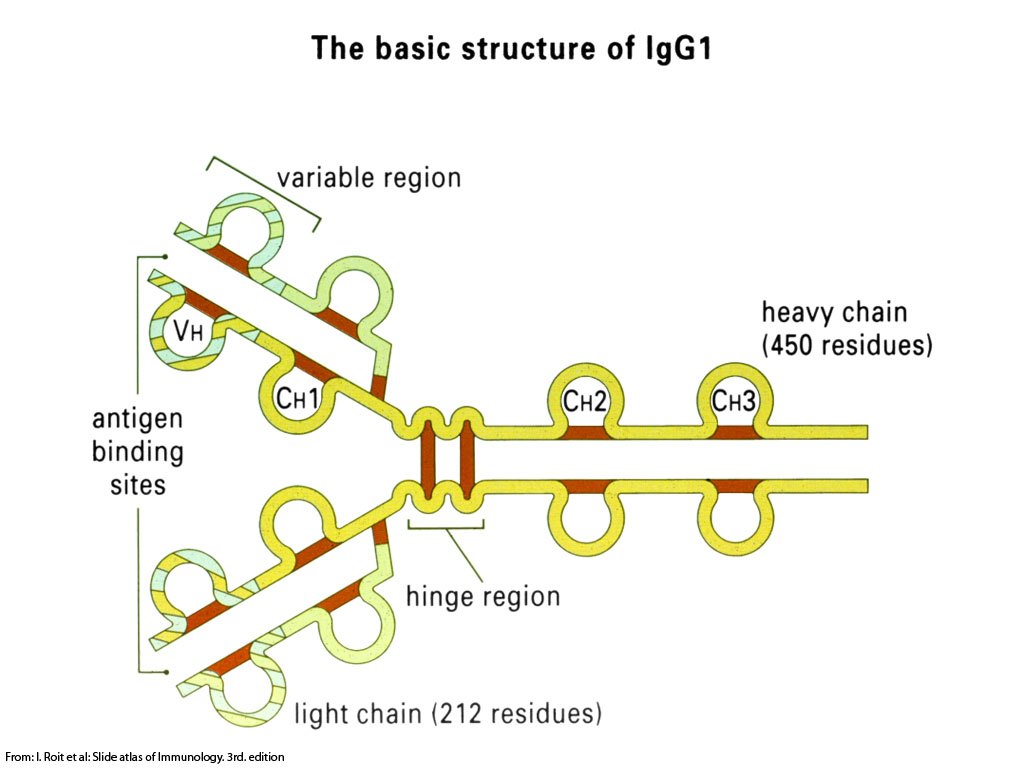 The basic structure of IgG1
variable region
heavy chain
(450 residues)
VH
CH1
CH2
CH3
antigen
binding
sites
hinge region
light chain (212 residues)
From: I. Roit et al: Slide atlas of Immunology. 3rd. edition